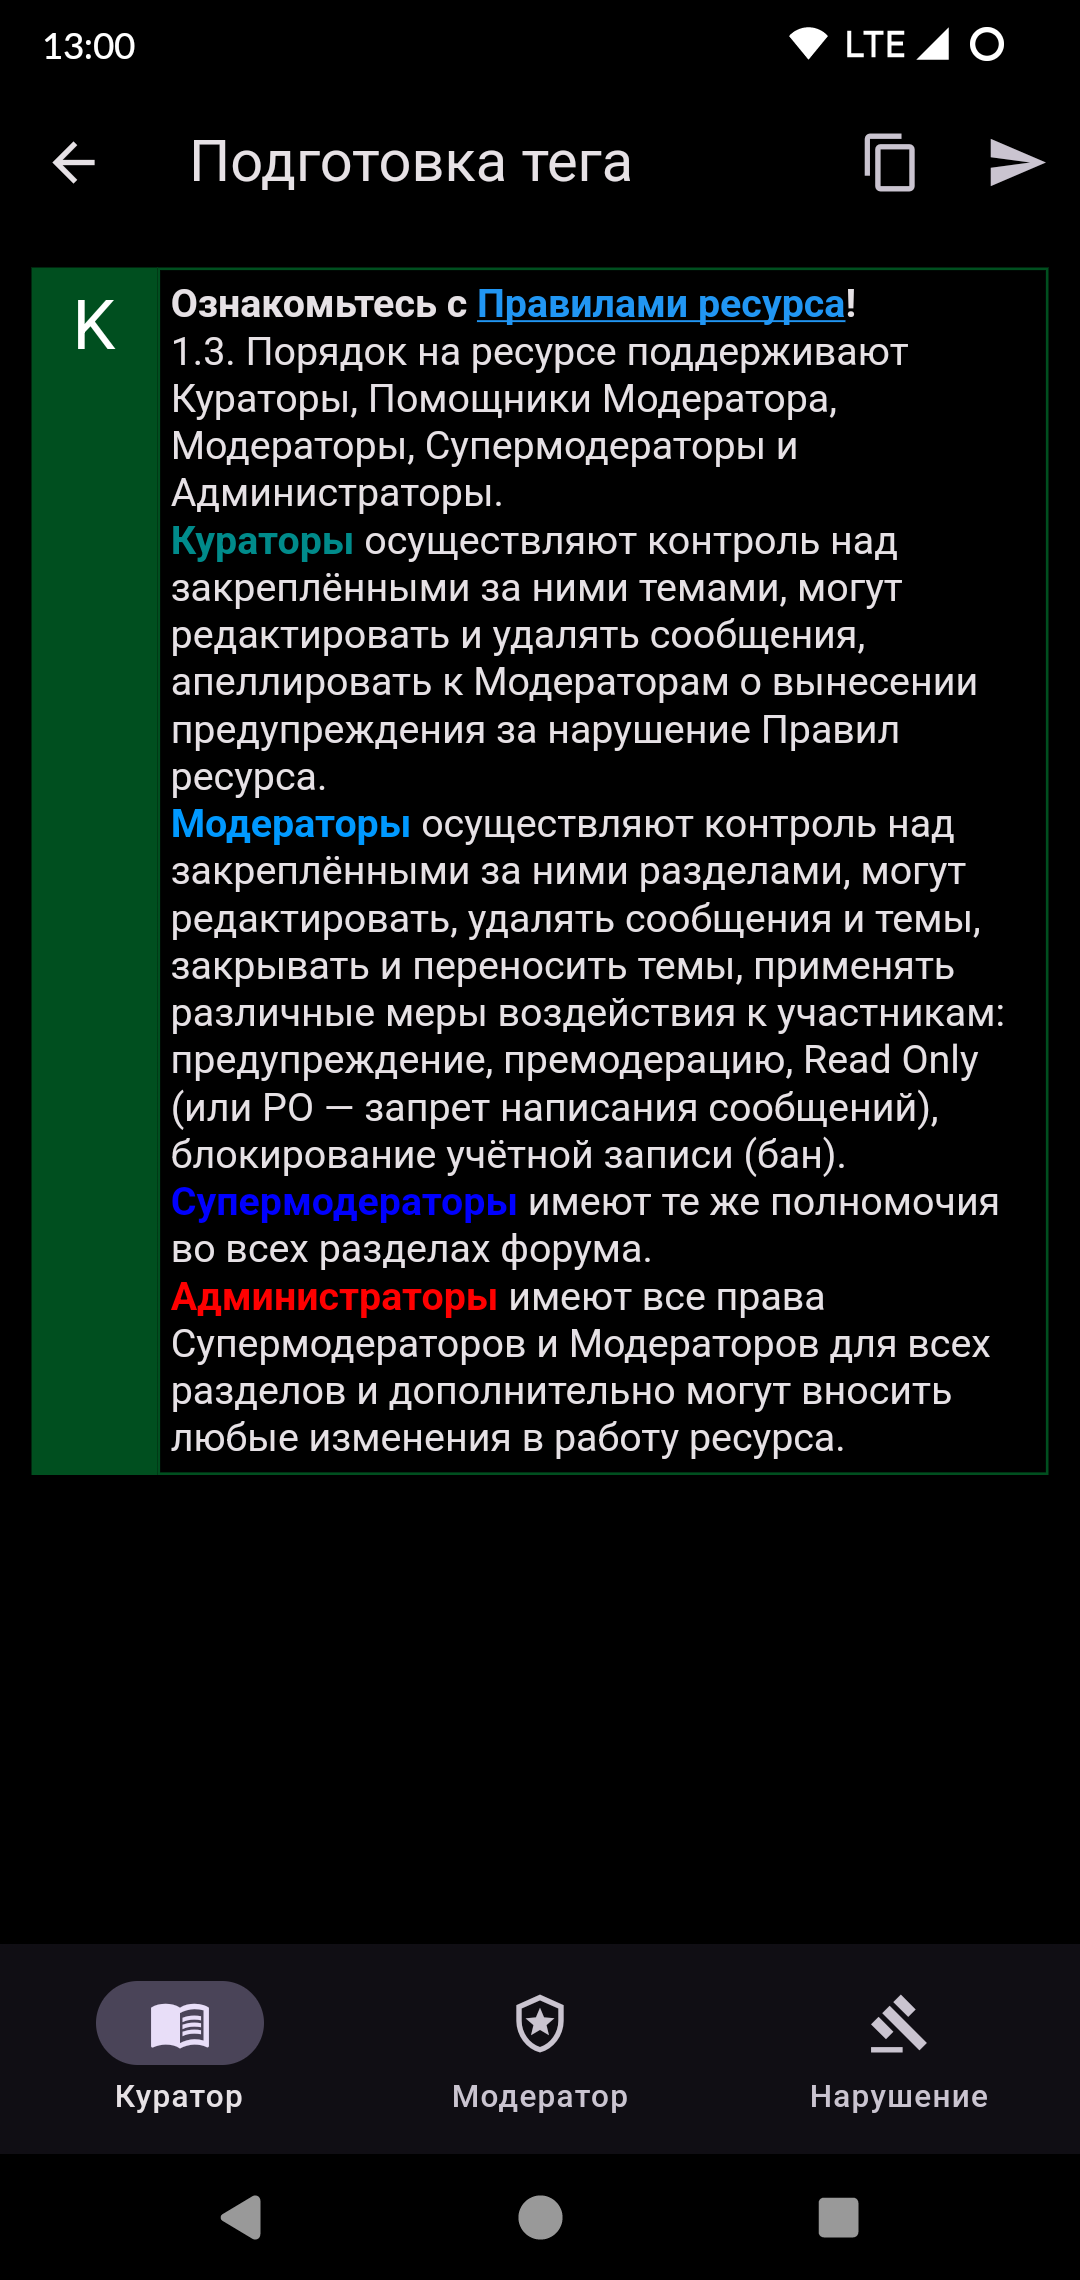 13:00 LTE
Подготовка тега
K
Ознакомьтесь с Правилами ресурса!
1.3. Порядок на ресурсе поддерживают
Кураторы, Помощники Модератора,
Модераторы, Супермодераторы и
Администраторы.
Кураторы осуществляют контроль над
закреплёнными за ними темами, могут
редактировать и удалять сообщения,
апеллировать к Модераторам о вынесении
предупреждения за нарушение Правил
ресурса.
Модераторы осуществляют контроль над
закреплёнными за ними разделами, могут
редактировать, удалять сообщения и темы,
закрывать и переносить темы, применять
различные меры воздействия к участникам:
предупреждение, премодерацию, Read Only
(или РО — запрет написания сообщений),
блокирование учётной записи (бан).
Супермодераторы имеют те же полномочия
во всех разделах форума.
Администраторы имеют все права
Супермодераторов и Модераторов для всех
разделов и дополнительно могут вносить
любые изменения в работу ресурса.
Куратор Модератор Нарушение